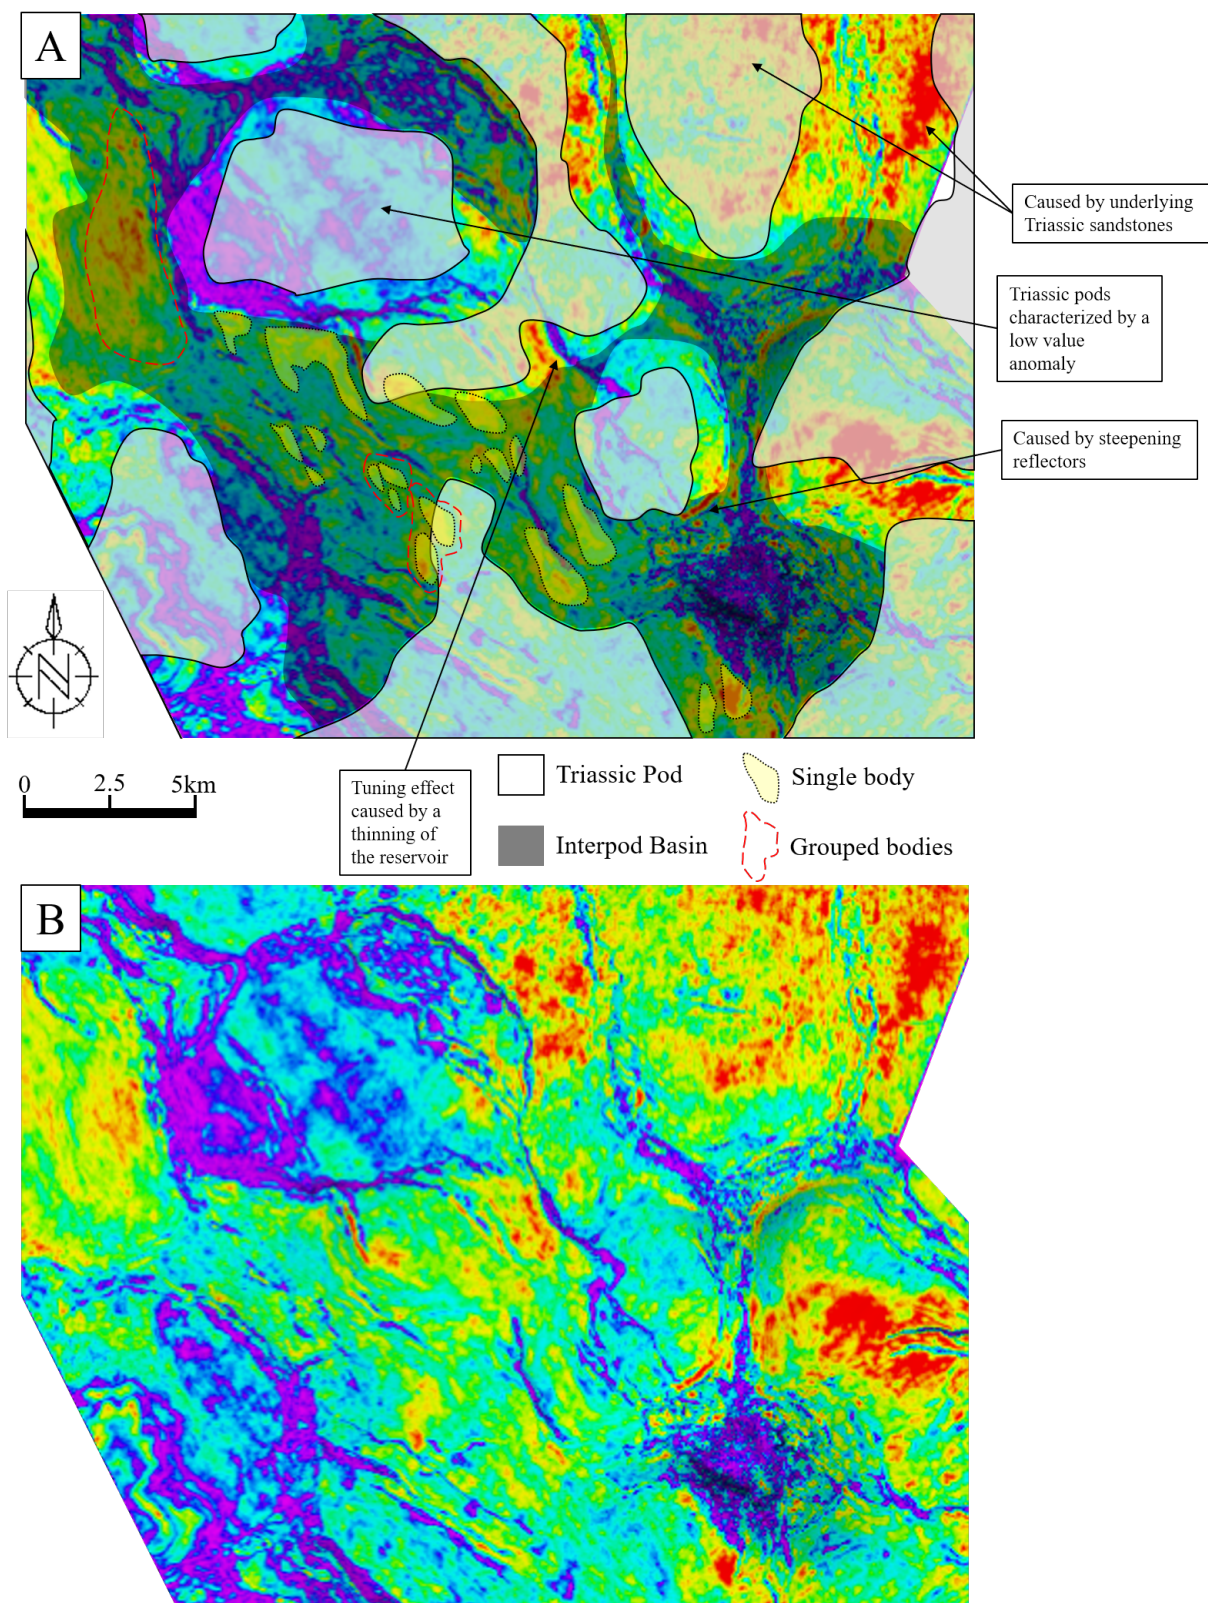 A
Caused by underlying
Triassic sandstones
Triassic pods
characterized by a
low value
anomaly
Caused by steepening
reflectors
N
0 2.5 5km
Tuning effect
caused by a
thinning of
the reservoir
Triassic Pod
Single body
Interpod Basin
Grouped bodies
B